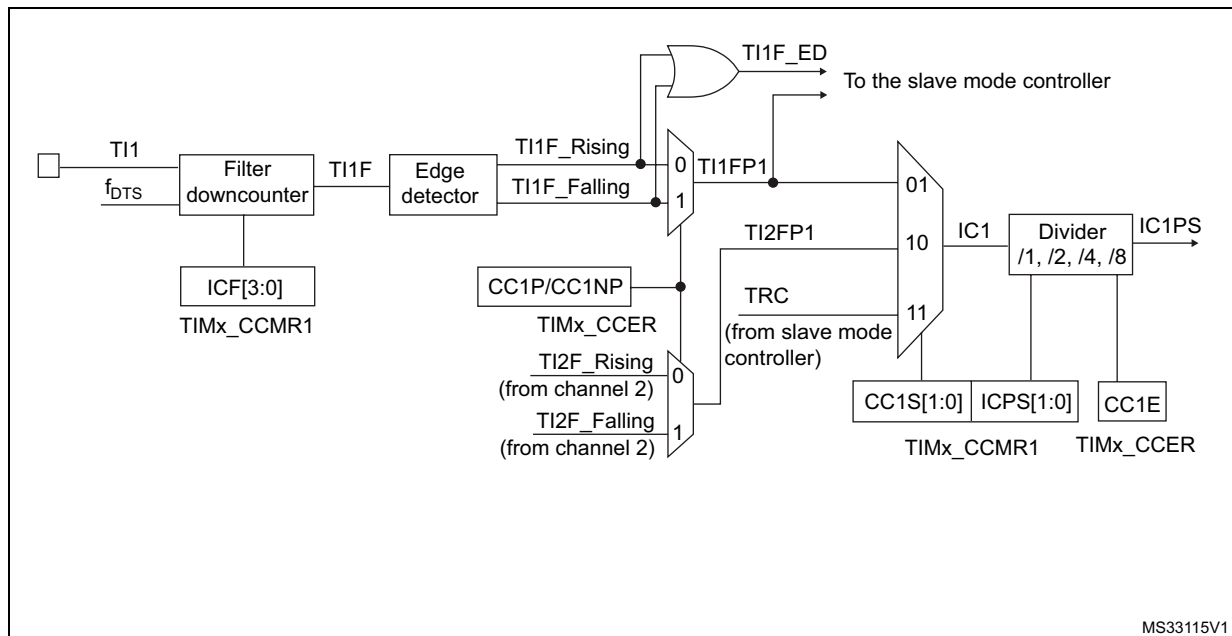 TI1F_ED
To the slave mode controller
TI1
f_DTS
Filter
downcounter
TI1F
Edge
detector
TI1F_Rising
TI1F_Falling
0
1
TI1FP1
01
TI2FP1
10
IC1
Divider
/1, /2, /4, /8
IC1PS
ICF[3:0]
TIMx_CCMR1
CC1P/CC1NP
TIMx_CCER
TRC
11
(from slave mode
controller)
TI2F_Rising
(from channel 2)
0
TI2F_Falling
(from channel 2)
1
CC1S[1:0]
ICPS[1:0]
CC1E
TIMx_CCMR1
TIMx_CCER
MS33115V1